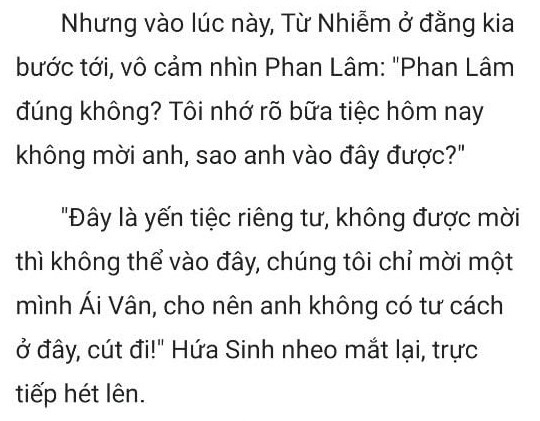 Nhưng vào lúc này, Từ Nhiễm ở đằng kia
bước tới, vô cảm nhìn Phan Lâm: "Phan Lâm
đúng không? Tôi nhớ rõ bữa tiệc hôm nay
không mời anh, sao anh vào đây được?"
"Đây là yến tiệc riêng tư, không được mời
thì không thể vào đây, chúng tôi chỉ mời một
mình Ái Vân, cho nên anh không có tư cách
ở đây, cút đi!" Hứa Sinh nheo mắt lại, trực
tiếp hét lên.